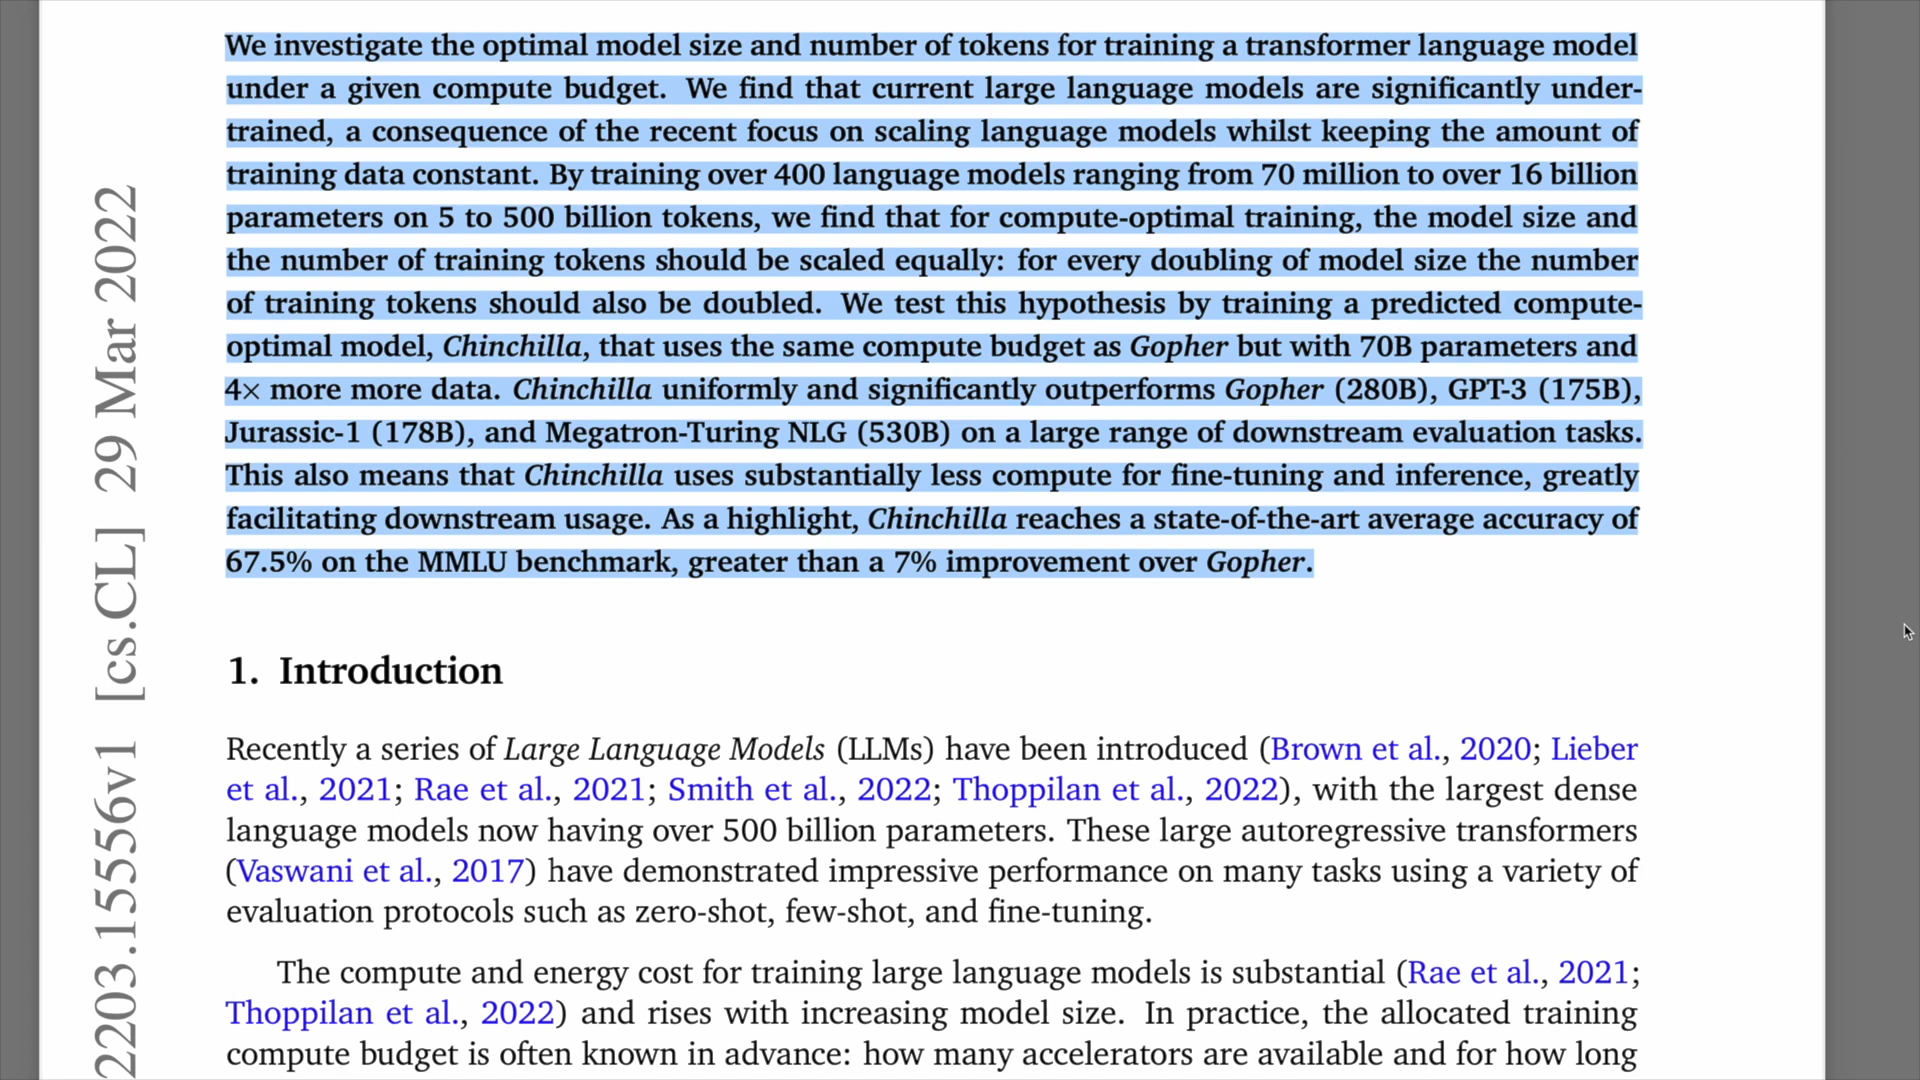 We investigate the optimal model size and number of tokens for training a transformer language model
under a given compute budget. We find that current large language models are significantly under-
trained, a consequence of the recent focus on scaling language models whilst keeping the amount of
training data constant. By training over 400 language models ranging from 70 million to over 16 billion
parameters on 5 to 500 billion tokens, we find that for compute-optimal training, the model size and
the number of training tokens should be scaled equally: for every doubling of model size the number
of training tokens should also be doubled. We test this hypothesis by training a predicted compute-
optimal model, Chinchilla, that uses the same compute budget as Gopher but with 70B parameters and
4× more more data. Chinchilla uniformly and significantly outperforms Gopher (280B), GPT-3 (175B),
Jurassic-1 (178B), and Megatron-Turing NLG (530B) on a large range of downstream evaluation tasks.
This also means that Chinchilla uses substantially less compute for fine-tuning and inference, greatly
facilitating downstream usage. As a highlight, Chinchilla reaches a state-of-the-art average accuracy of
67.5% on the MMLU benchmark, greater than a 7% improvement over Gopher.
1. Introduction
Recently a series of Large Language Models (LLMs) have been introduced (Brown et al., 2020; Lieber
et al., 2021; Rae et al., 2021; Smith et al., 2022; Thoppilan et al., 2022), with the largest dense
language models now having over 500 billion parameters. These large autoregressive transformers
(Vaswani et al., 2017) have demonstrated impressive performance on many tasks using a variety of
evaluation protocols such as zero-shot, few-shot, and fine-tuning.
The compute and energy cost for training large language models is substantial (Rae et al., 2021;
Thoppilan et al., 2022) and rises with increasing model size. In practice, the allocated training
compute budget is often known in advance: how many accelerators are available and for how long
2203.15556v1 [cs.CL] 29 Mar 2022